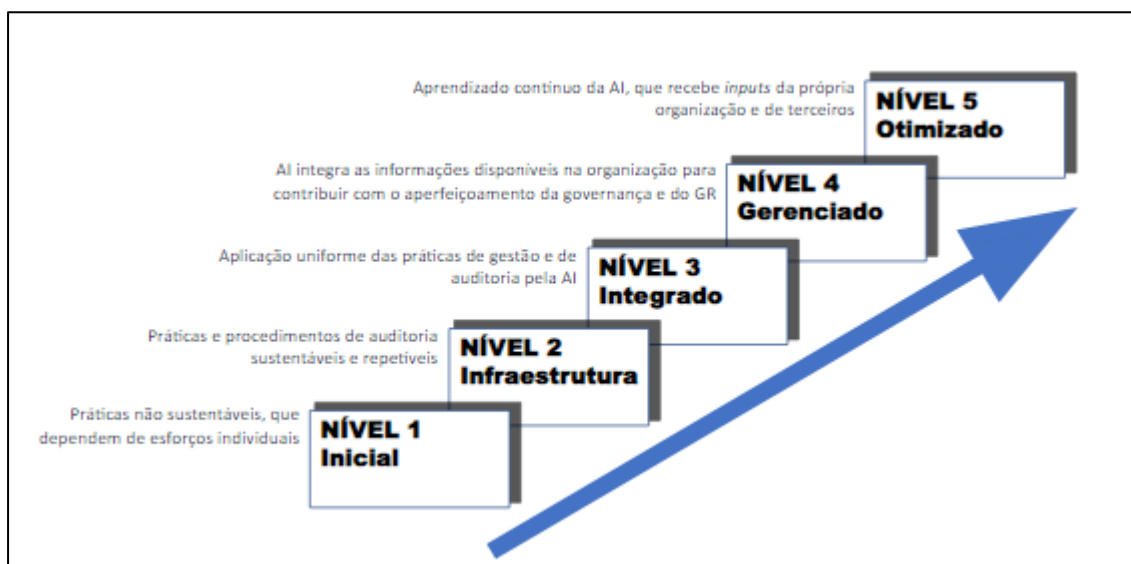 Aprendizado contínuo da AI, que recebe inputs da própria
organização e de terceiros
NÍVEL 5
Otimizado
AI integra as informações disponíveis na organização para
contribuir com o aperfeiçoamento da governança e do GR
NÍVEL 4
Gerenciado
Aplicação uniforme das práticas de gestão e de
auditoria pela AI
NÍVEL 3
Integrado
Práticas e procedimentos de auditoria
sustentáveis e repetíveis
NÍVEL 2
Infraestrutura
Práticas não sustentáveis, que
dependem de esforços individuais
NÍVEL 1
Inicial